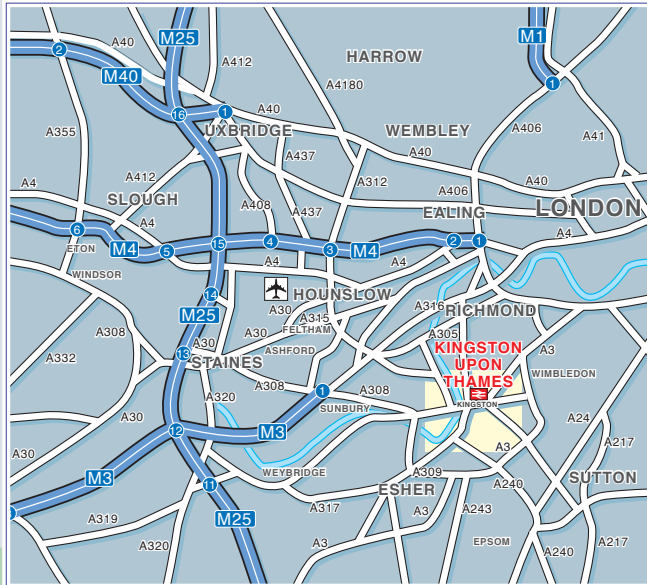 M25
M1
A40
2
A412
HARROW
M40
A4180
1
16
1
A40
A355
UXBRIDGE
WEMBLEY
A406
A41
A437
A40
A412
A312
A4
A40
SLOUGH
A408
A406
LONDON
A437
EALING
A4
6
15
4
2
1
A4
ETON
M4
5
3
M4
A4
A4
WINDSOR
14
HOUNSLOW
A30
A316
RICHMOND
M25
A315
A308
A30
FELTHAM
A305
A30
ASHFORD
KINGSTON
UPON
THAMES
A3
A332
13
STAINES
WIMBLEDON
A308
1
A308
A320
KINGSTON
SUNBURY
A30
A24
12
M3
A217
A30
A3
WEYBRIDGE
A309
M3
11
ESHER
A240
SUTTON
A317
A243
A319
M25
A3
A320
A3
EPSOM
A217
A240